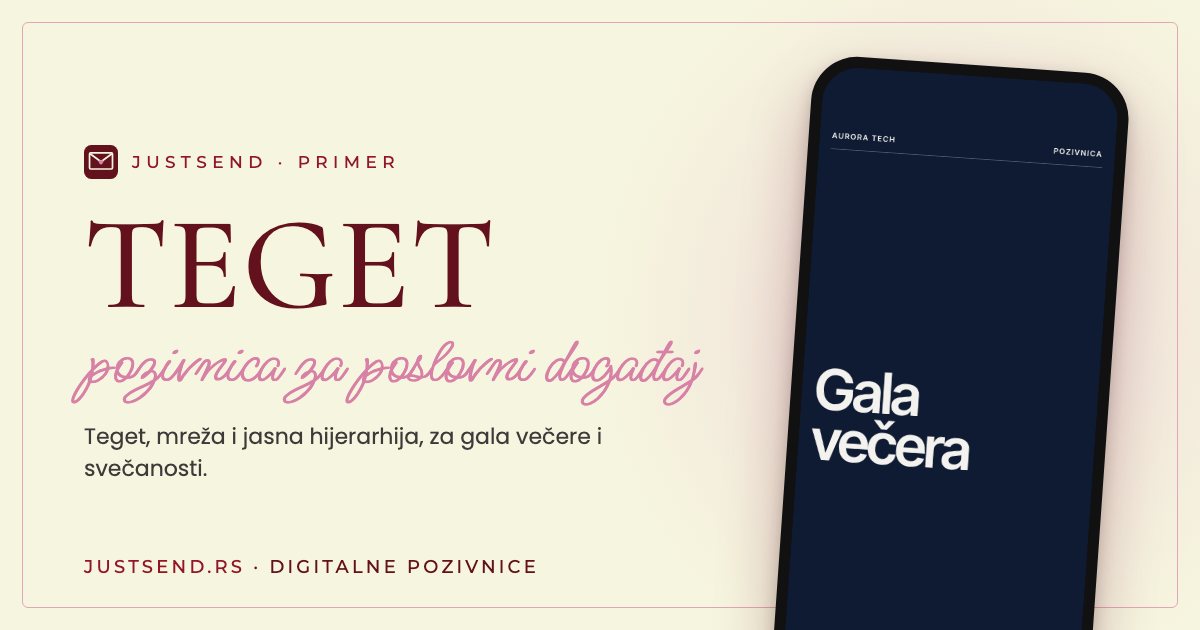 JUSTSEND · PRIMER
TEGET
pozivnica za poslovni događaj
Teget, mreža i jasna hijerarhija, za gala večere i
svečanosti.
JUSTSEND.RS · DIGITALNE POZIVNICE
AURORA TECH
POZIVNICA
Gala
večera